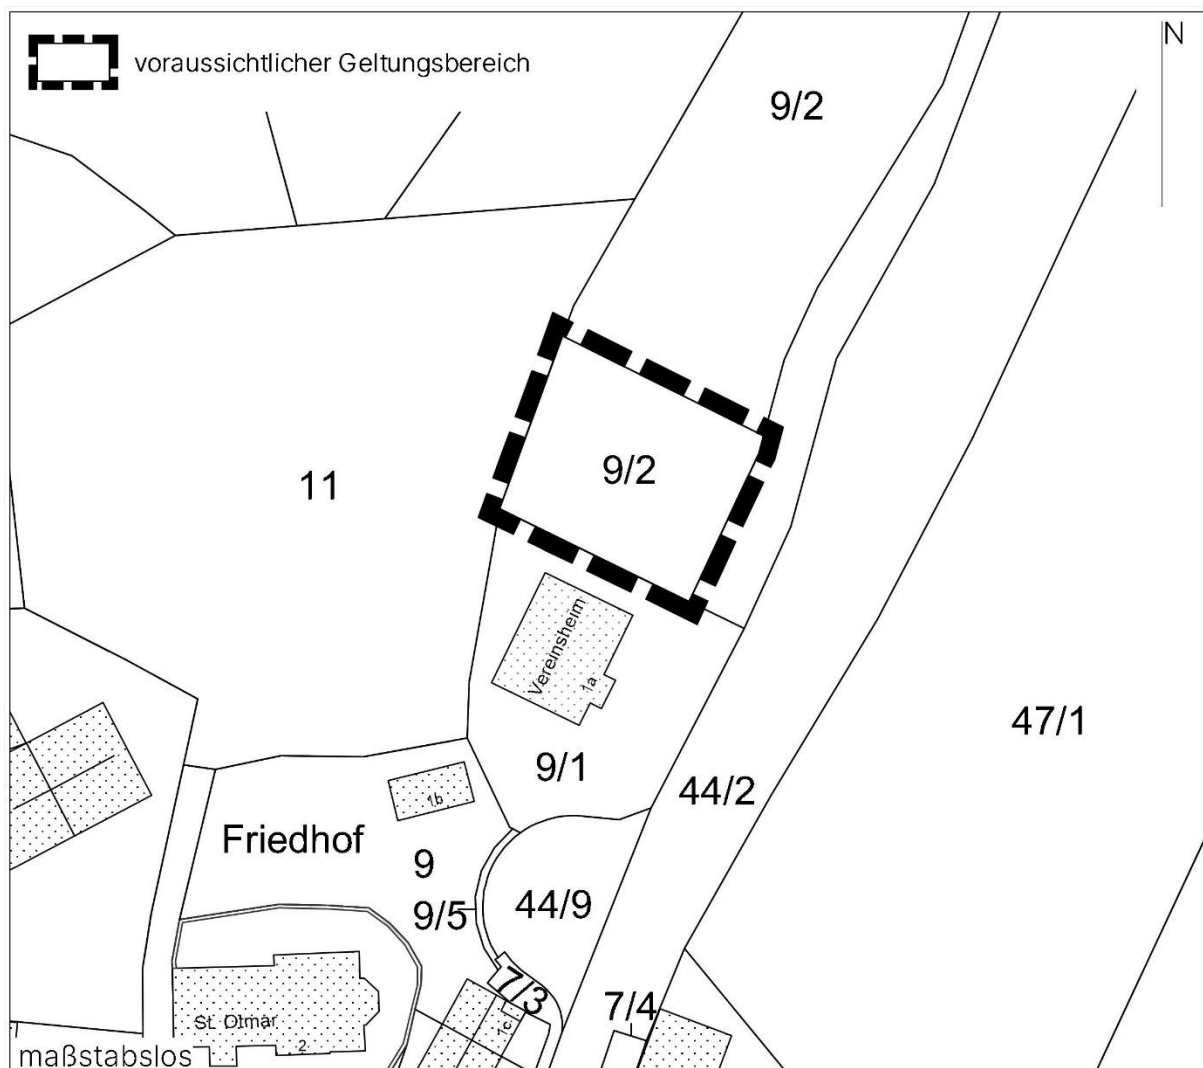 N
voraussichtlicher Geltungsbereich
9/2
9/2
11
Vereinsheim
1a
47/1
9/1
44/2
1b
Friedhof
9
44/9
9/5
7/3
7/4
1c
St. Otmar
2
maßstabslos